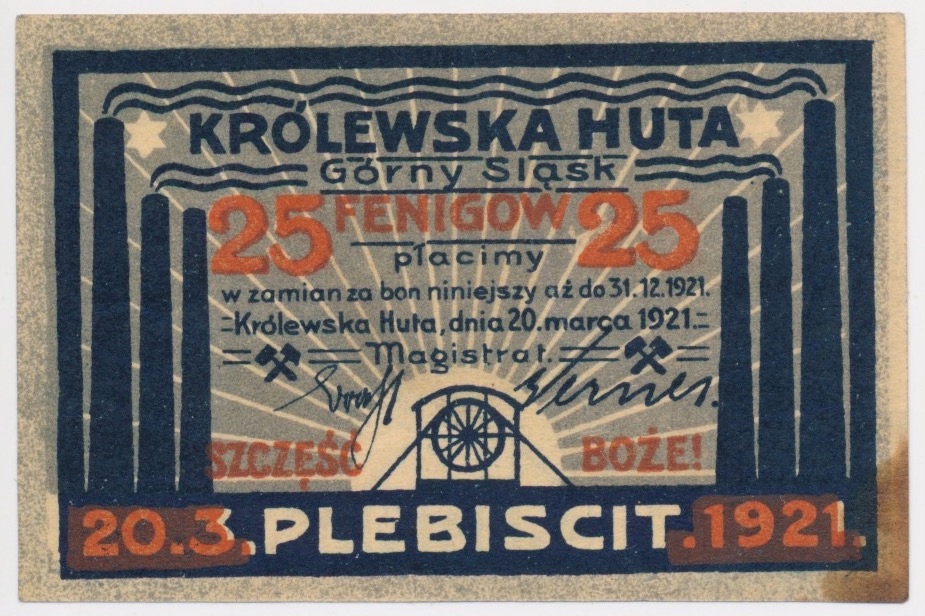 KRÓLEWSKA HUTA
Górny Sląsk
25 FENIGÓW 25
płacimy
w zamian za bon niniejszy aż do 31.12.1921.
Królewska Huta, dnia 20. marca 1921.
Magistrat.
SZCZĘŚĆ BOŻE!
20.3.PLEBISCIT.1921.